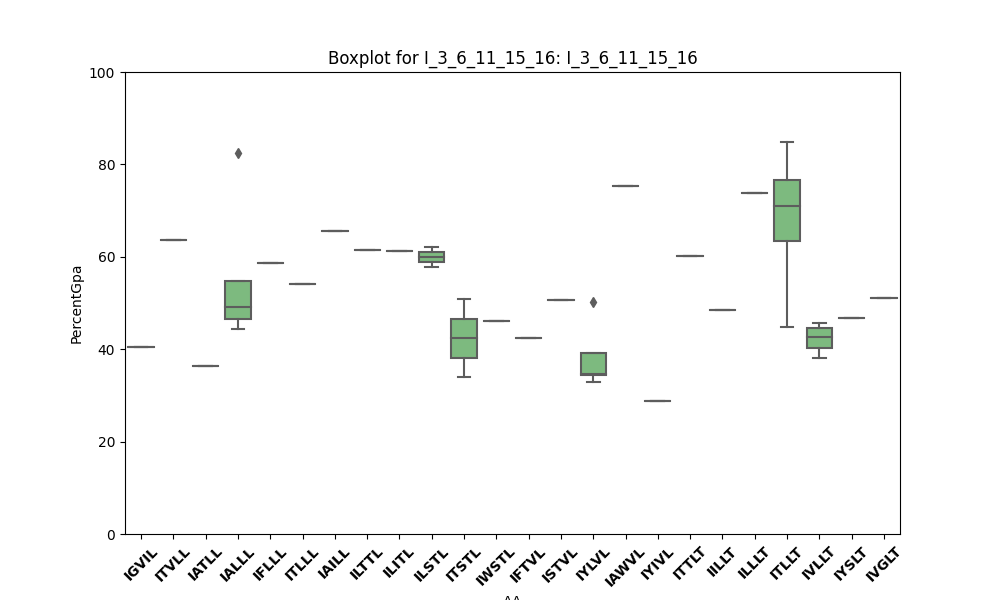 Boxplot for I_3_6_11_15_16: I_3_6_11_15_16
100
80
60
40
20
0
PercentGpa
IGVIL
ITVLL
IATLL
IALLL
IFLLL
ITLLL
IAILL
ILTTL
ILITL
ILSTL
ITSTL
IWSTL
IFTVL
ISTVL
IYLVL
IAWVL
IYIVL
ITTLT
IILLT
ILLLT
ITLLT
IVLLT
IYSLT
IVGLT
AA